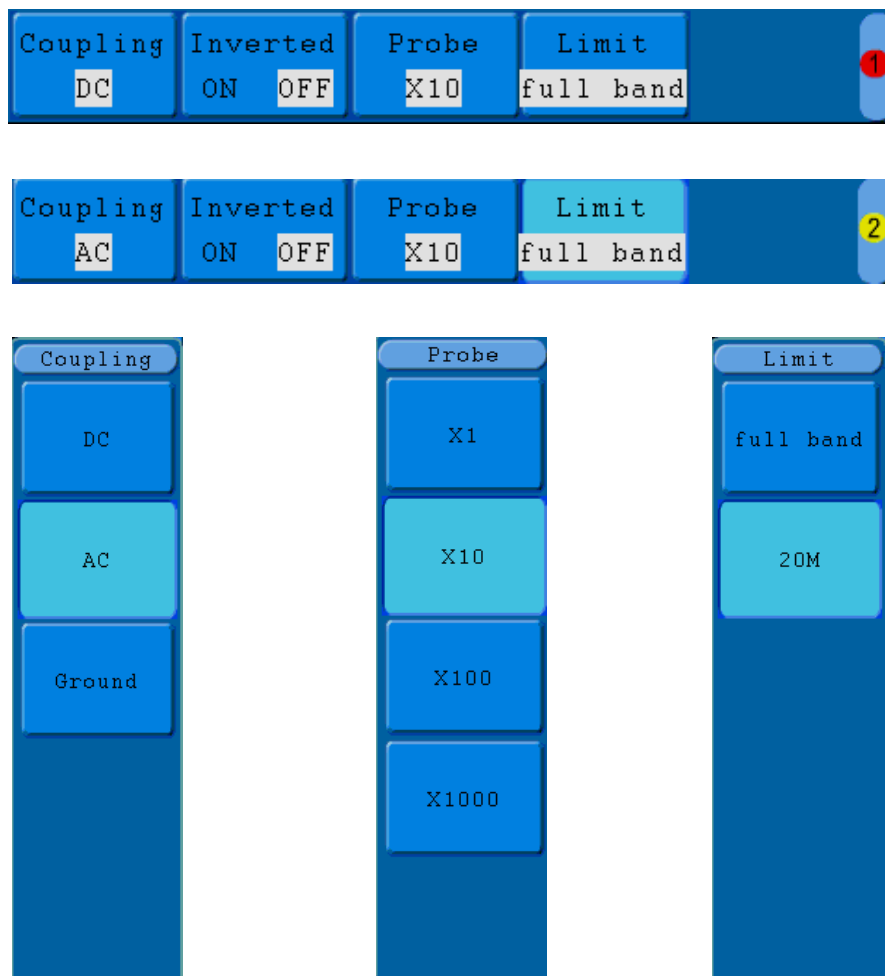 Coupling Inverted Probe Limit
DC ON OFF X10 full band
1
Coupling Inverted Probe Limit
AC ON OFF X10 full band
2
Coupling
DC
AC
Ground
Probe
X1
X10
X100
X1000
Limit
full band
20M